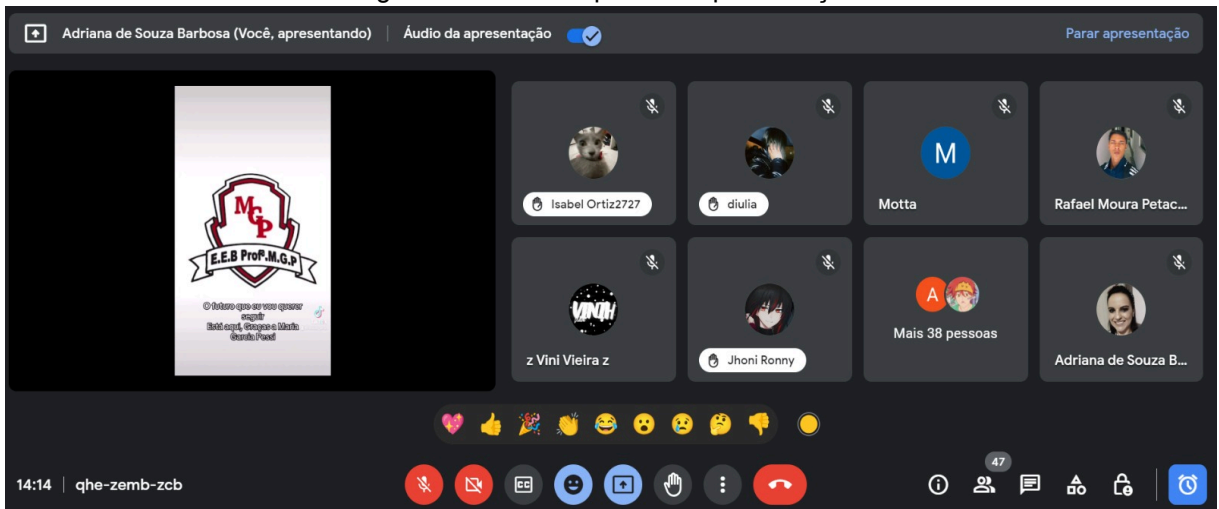 Adriana de Souza Barbosa (Você, apresentando)
Áudio da apresentação
Parar apresentação
MGP
E.E.B Profª.M.G.P
O futuro que eu vou querer
seguir
Está aqui, Graças a Maria
Garcia Pessi
Isabel Ortiz2727
diulia
M
Motta
Rafael Moura Petac...
VINQH
z Vini Vieira z
Jhoni Ronny
A
Mais 38 pessoas
Adriana de Souza B...
14:14
qhe-zemb-zcb
CC
47